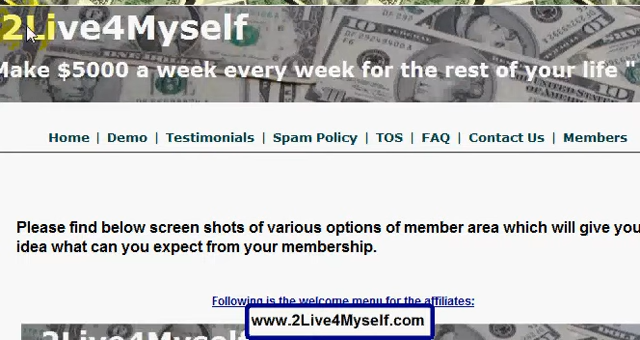 2Live4Myself
Make $5000 a week every week for the rest of your life "
Home | Demo | Testimonials | Spam Policy | TOS | FAQ | Contact Us | Members
Please find below screen shots of various options of member area which will give you
idea what can you expect from your membership.
Following is the welcome menu for the affiliates:
www.2Live4Myself.com
2Live4Myself